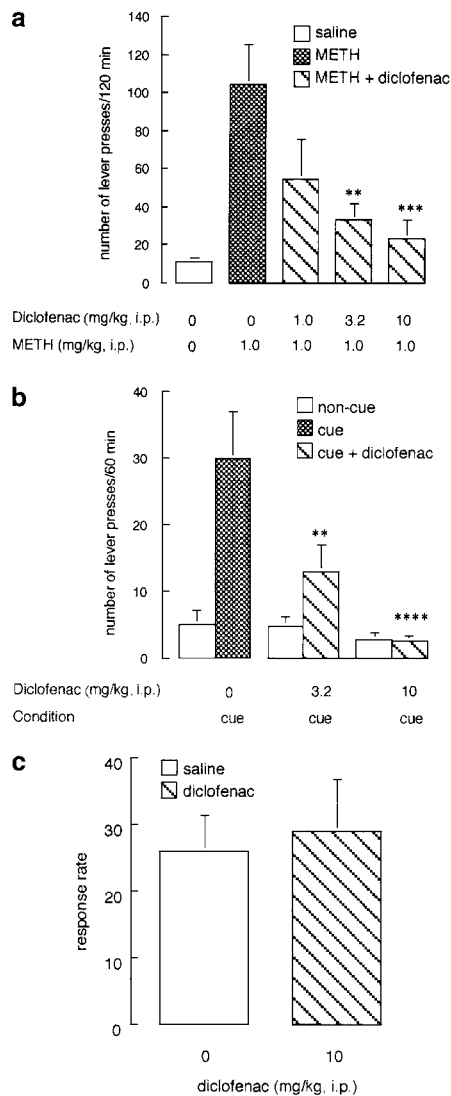 a
number of lever presses/120 min
140
120
100
80
60
40
20
0
saline
METH
METH + diclofenac
**
***
Diclofenac (mg/kg, i.p.) 0 0 1.0 3.2 10
METH (mg/kg, i.p.) 0 1.0 1.0 1.0 1.0
b
number of lever presses/60 min
40
30
20
10
0
non-cue
cue
cue + diclofenac
**
****
Diclofenac (mg/kg, i.p.) 0 3.2 10
Condition cue cue cue
c
response rate
40
30
20
10
0
saline
diclofenac
0 10
diclofenac (mg/kg, i.p.)